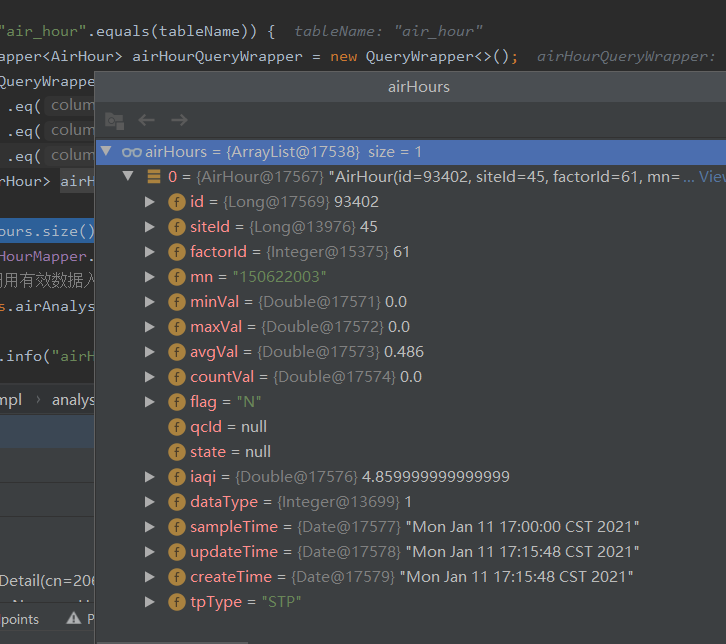 "air_hour".equals(tableName)) { tableName: "air_hour"
apper<AirHour> airHourQueryWrapper = new QueryWrapper<>(); airHourQueryWrapper:
QueryWrappe
airHours
.eq( colum
.eq( colum
.eq( colum
rHour> airH
ours.size()
HourMapper.
用有效数据入
s.airAnalys
.info("airH
mpl › analys
Detail(cn=206
points
airHours = {ArrayList@17538} size = 1
0 = {AirHour@17567} "AirHour(id=93402, siteId=45, factorId=61, mn=... View
id = {Long@17569} 93402
siteId = {Long@13976} 45
factorId = {Integer@15375} 61
mn = "150622003"
minVal = {Double@17571} 0.0
maxVal = {Double@17572} 0.0
avgVal = {Double@17573} 0.486
countVal = {Double@17574} 0.0
flag = "N"
qcId = null
state = null
iaqi = {Double@17576} 4.859999999999999
dataType = {Integer@13699} 1
sampleTime = {Date@17577} "Mon Jan 11 17:00:00 CST 2021"
updateTime = {Date@17578} "Mon Jan 11 17:15:48 CST 2021"
createTime = {Date@17579} "Mon Jan 11 17:15:48 CST 2021"
tpType = "STP"